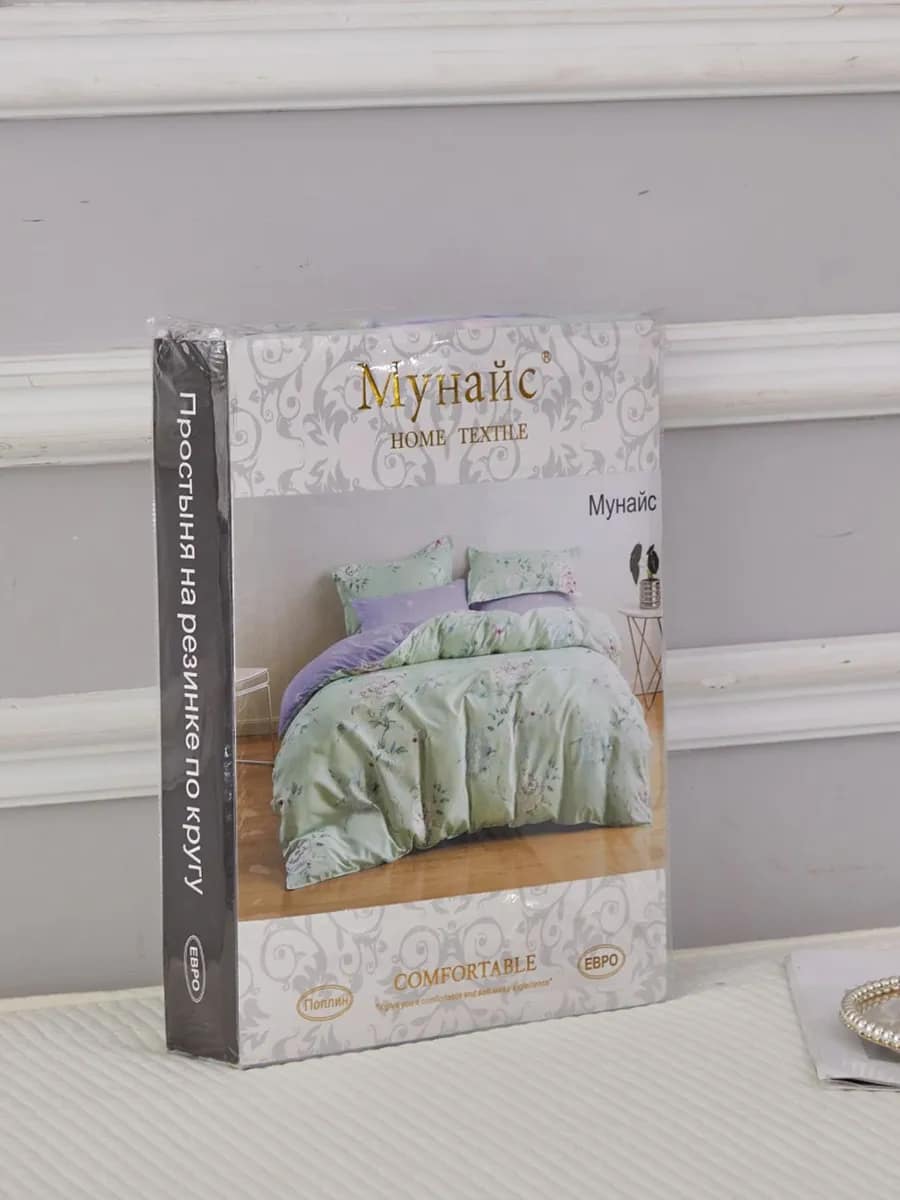 Мунайс®
HOME TEXTILE
Мунайс
COMFORTABLE
ЕВРО
Поплин
Простыня на резинке по кругу
ЕВРО